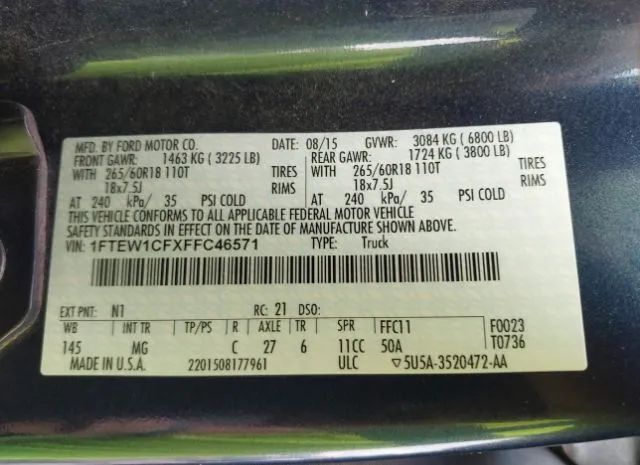 MFD. BY FORD MOTOR CO. DATE: 08/15 GVWR: 3084 KG ( 6800 LB)
FRONT GAWR: 1463 KG ( 3225 LB) REAR GAWR: 1724 KG ( 3800 LB)
WITH 265/60R18 110T TIRES WITH 265/60R18 110T TIRES
18x7.5J RIMS 18x7.5J RIMS
AT 240 kPa/ 35 PSI COLD AT 240 kPa/ 35 PSI COLD
THIS VEHICLE CONFORMS TO ALL APPLICABLE FEDERAL MOTOR VEHICLE
SAFETY STANDARDS IN EFFECT ON THE DATE OF MANUFACTURE SHOWN ABOVE.
VIN: 1FTEW1CFXFFC46571 TYPE: Truck
EXT PNT: N1 RC: 21 DSO:
WB INT TR TP/PS R AXLE TR SPR FFC11 F0023
145 MG C 27 6 11CC 50A T0736
MADE IN U.S.A. 2201508177961 ULC ▽5U5A-3520472-AA